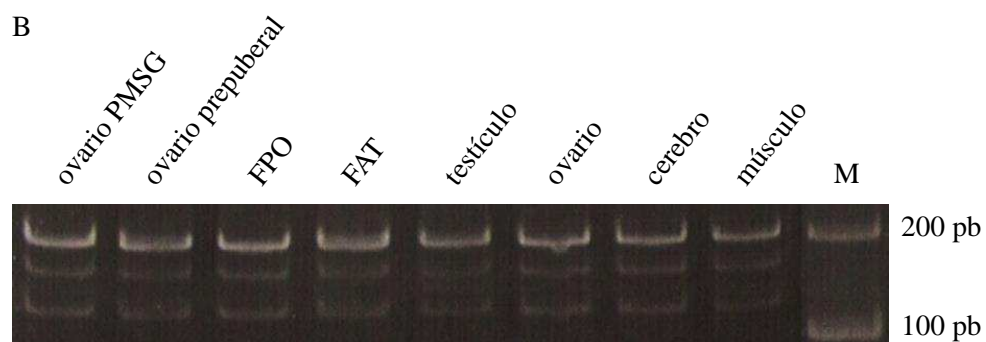 B
ovario PMSG
ovario prepuberal
FPO
FAT
testículo
ovario
cerebro
músculo
M
200 pb
100 pb